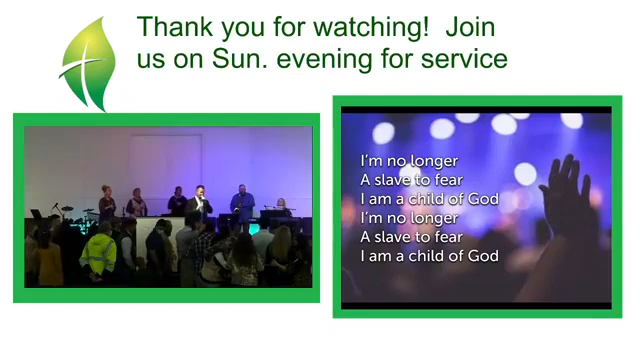 Thank you for watching!  Join
us on Sun. evening for service
I'm no longer
A slave to fear
I am a child of God
I'm no longer
A slave to fear
I am a child of God